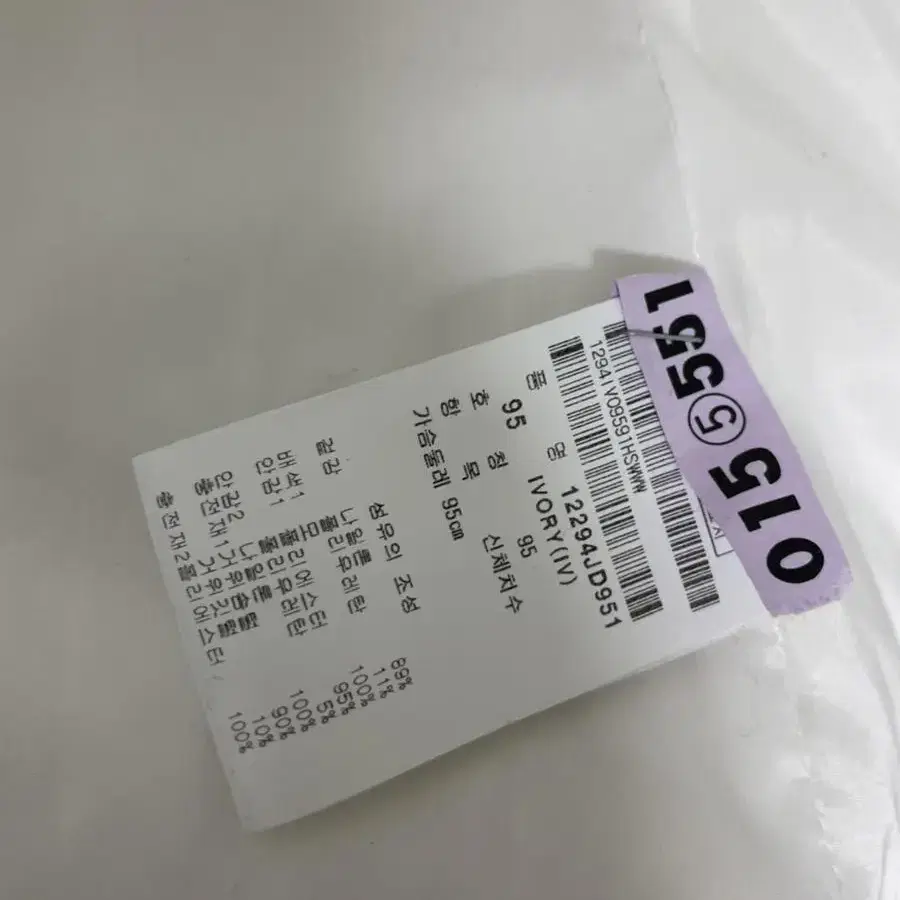 015⑤551
1294IVO9591HSWWW
품 명 12294JD951
95 IVORY(IV)
호 칭 95
항 목 신체치수
가슴둘레 95cm
섬유의 조성
겉감 나일론 89%
폴리우레탄 11%
배색1 모 100%
안감1 폴리에스터 95%
폴리우레탄 5%
안감2 나일론 100%
충전재1 거위솜털 90%
거위깃털 10%
충전재2 폴리에스터 100%